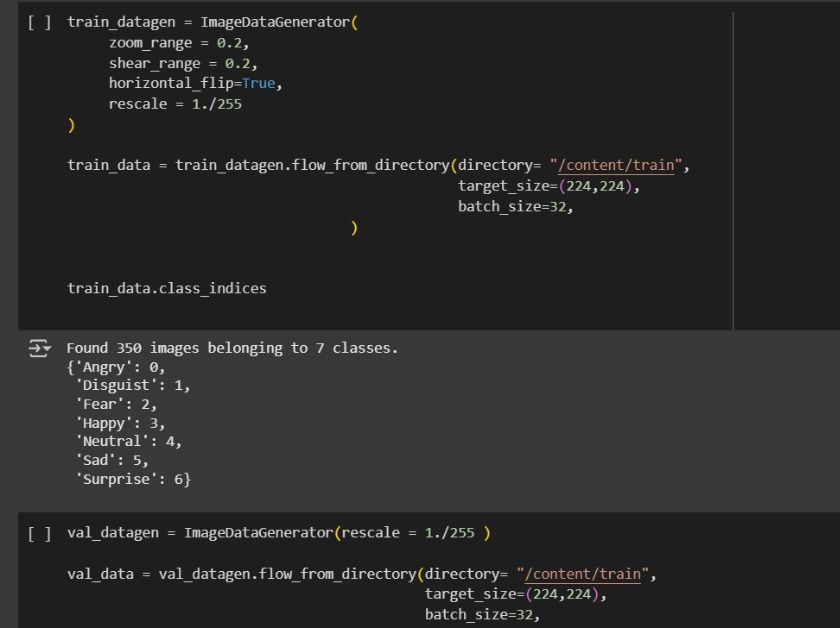 [ ] train_datagen = ImageDataGenerator(
zoom_range = 0.2,
shear_range = 0.2,
horizontal_flip=True,
rescale = 1./255
)
train_data = train_datagen.flow_from_directory(directory= "/content/train",
target_size=(224,224),
batch_size=32,
)
train_data.class_indices
Found 350 images belonging to 7 classes.
{'Angry': 0,
'Disguist': 1,
'Fear': 2,
'Happy': 3,
'Neutral': 4,
'Sad': 5,
'Surprise': 6}
[ ] val_datagen = ImageDataGenerator(rescale = 1./255 )
val_data = val_datagen.flow_from_directory(directory= "/content/train",
target_size=(224,224),
batch_size=32,